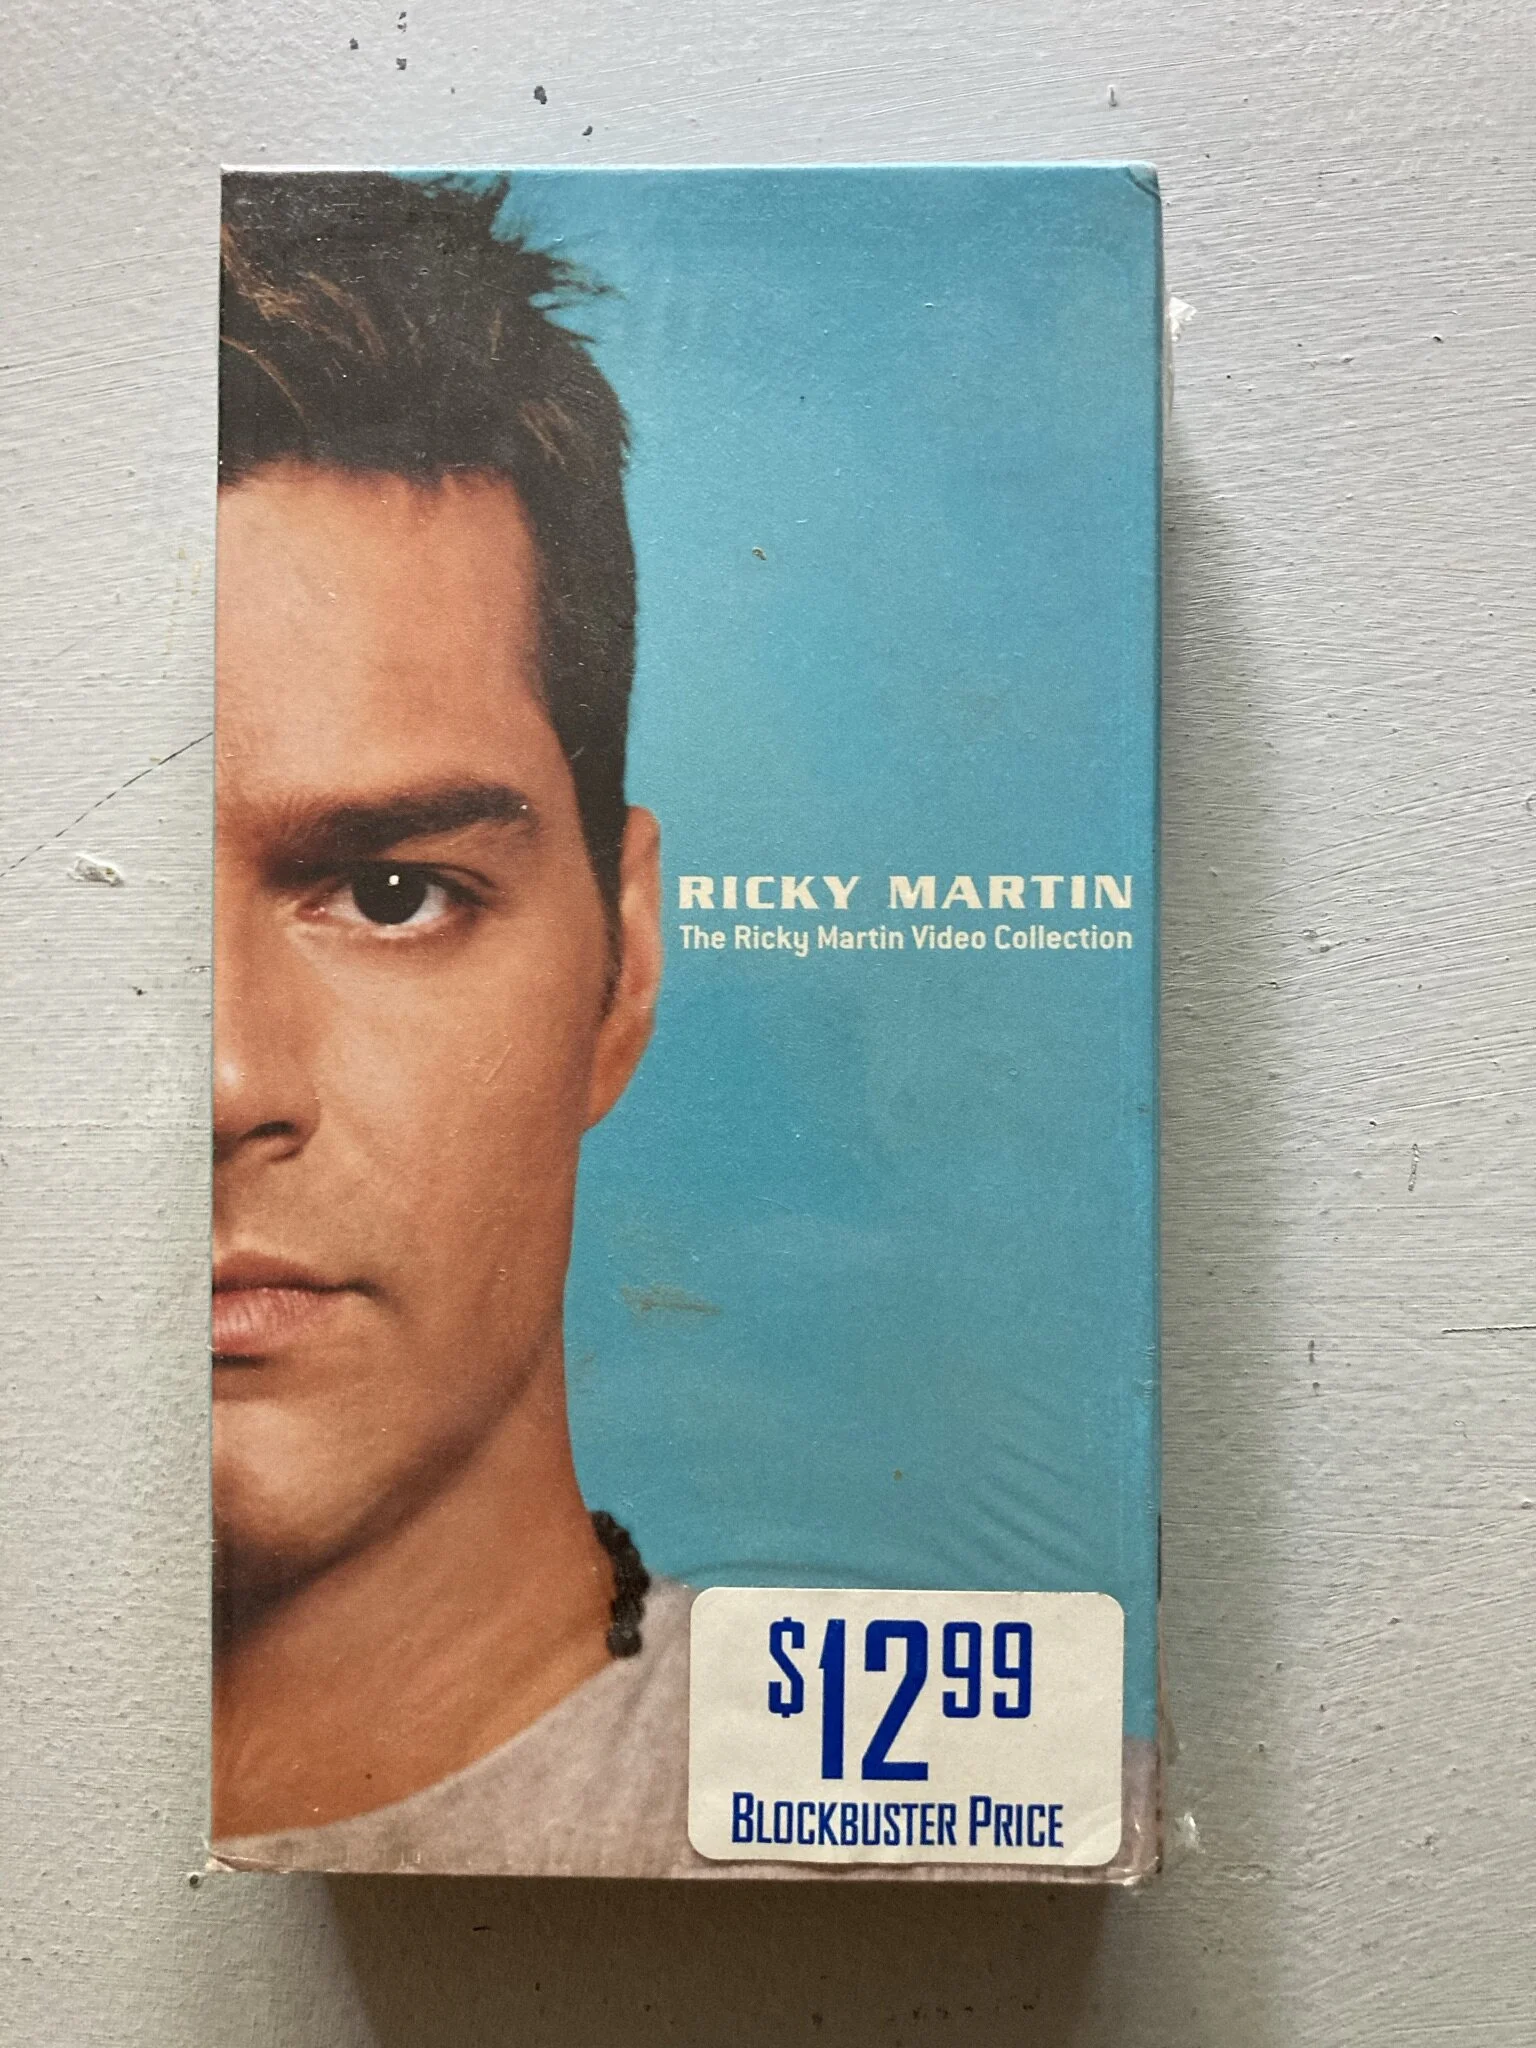 RICKY MARTIN
The Ricky Martin Video Collection
$12.99
BLOCKBUSTER PRICE